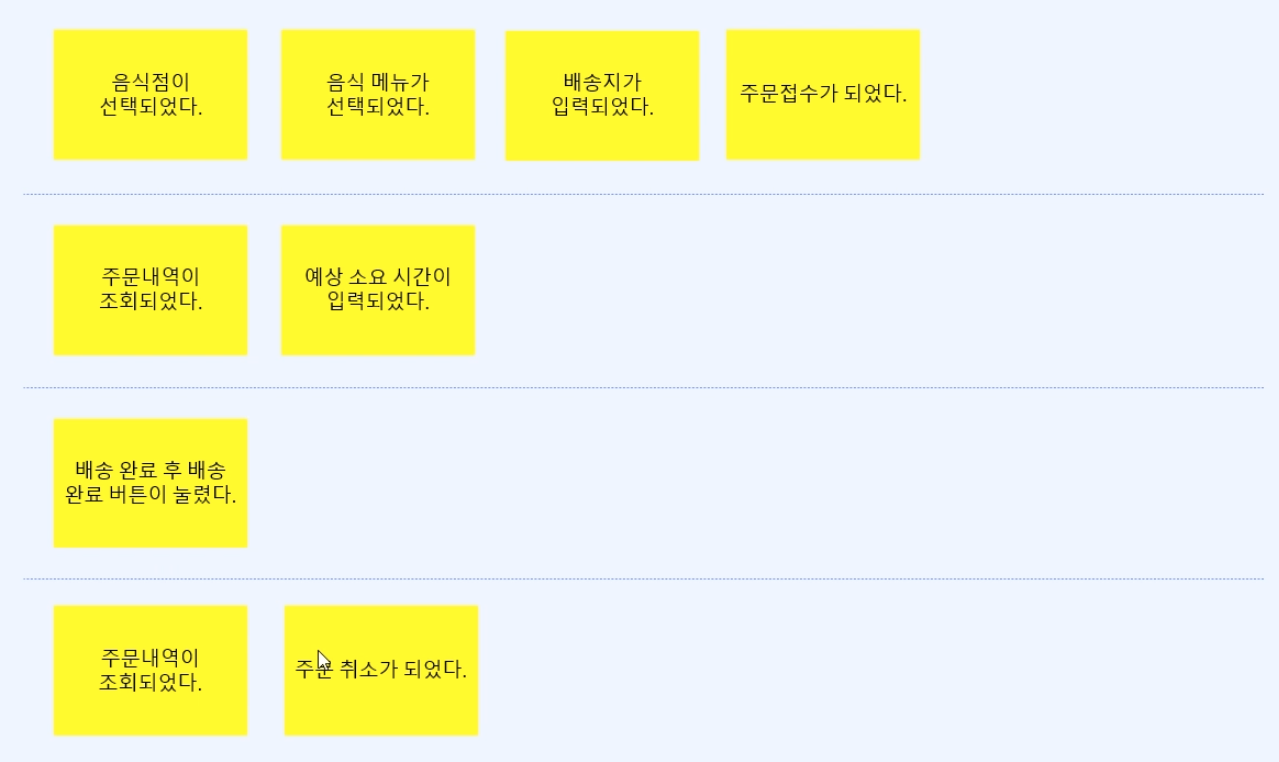 음식점이
선택되었다.
음식 메뉴가
선택되었다.
배송지가
입력되었다.
주문접수가 되었다.
주문내역이
조회되었다.
예상 소요 시간이
입력되었다.
배송 완료 후 배송
완료 버튼이 눌렸다.
주문내역이
조회되었다.
주문 취소가 되었다.